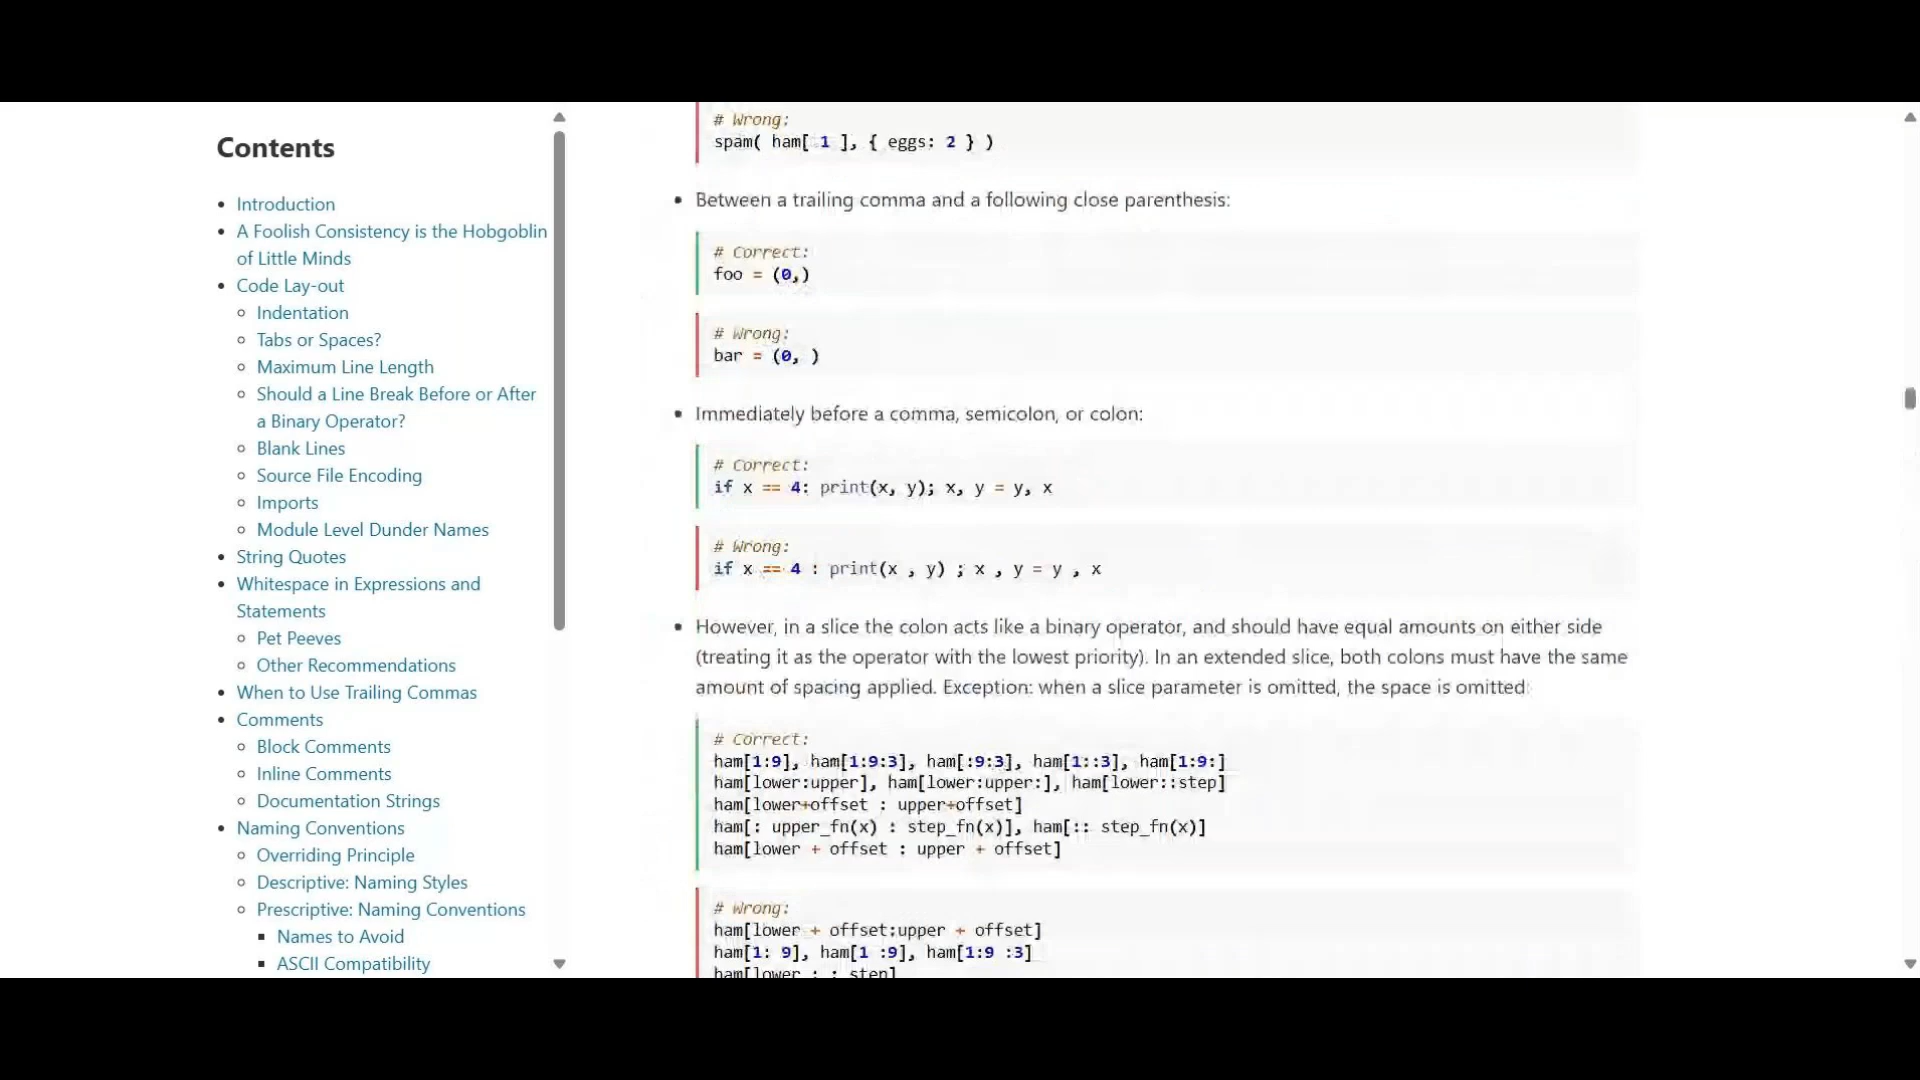 Contents
Introduction
A Foolish Consistency is the Hobgoblin
of Little Minds
Code Lay-out
Indentation
Tabs or Spaces?
Maximum Line Length
Should a Line Break Before or After
a Binary Operator?
Blank Lines
Source File Encoding
Imports
Module Level Dunder Names
String Quotes
Whitespace in Expressions and
Statements
Pet Peeves
Other Recommendations
When to Use Trailing Commas
Comments
Block Comments
Inline Comments
Documentation Strings
Naming Conventions
Overriding Principle
Descriptive: Naming Styles
Prescriptive: Naming Conventions
Names to Avoid
ASCII Compatibility
# Wrong:
spam( ham[ 1 ], { eggs: 2 } )
Between a trailing comma and a following close parenthesis:
# Correct:
foo = (0,)
# Wrong:
bar = (0, )
Immediately before a comma, semicolon, or colon:
# Correct:
if x == 4: print(x, y); x, y = y, x
# Wrong:
if x == 4 : print(x , y) ; x , y = y , x
However, in a slice the colon acts like a binary operator, and should have equal amounts on either side
(treating it as the operator with the lowest priority). In an extended slice, both colons must have the same
amount of spacing applied. Exception: when a slice parameter is omitted, the space is omitted:
# Correct:
ham[1:9], ham[1:9:3], ham[:9:3], ham[1::3], ham[1:9:]
ham[lower:upper], ham[lower:upper:], ham[lower::step]
ham[lower+offset : upper+offset]
ham[: upper_fn(x) : step_fn(x)], ham[:: step_fn(x)]
ham[lower + offset : upper + offset]
# Wrong:
ham[lower + offset:upper + offset]
ham[1: 9], ham[1 :9], ham[1:9 :3]
ham[lower : : step]